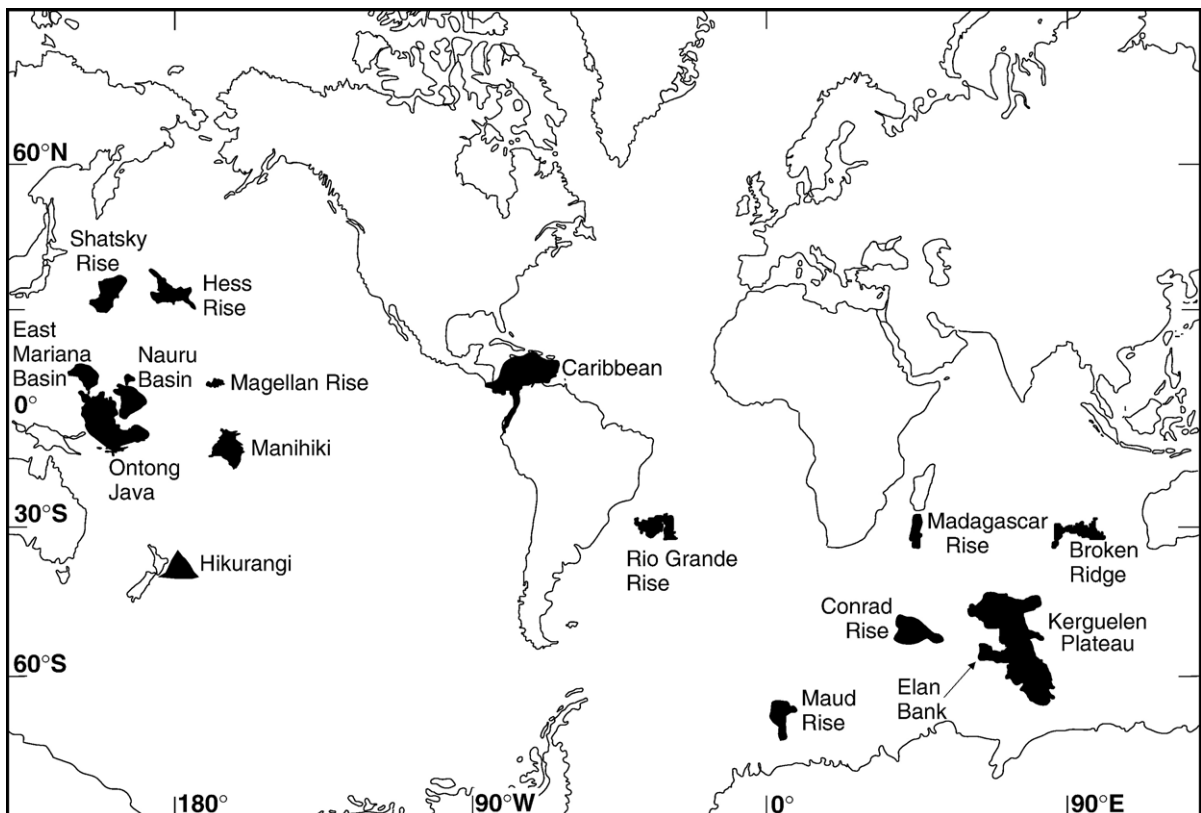 60°N
Shatsky
Rise
Hess
Rise
East
Mariana
Basin
Nauru
Basin
Magellan Rise
Caribbean
0°
Manihiki
Ontong
Java
30°S
Madagascar
Rise
Broken
Ridge
Hikurangi
Rio Grande
Rise
Conrad
Rise
Kerguelen
Plateau
60°S
Elan
Bank
Maud
Rise
180°
90°W
0°
90°E